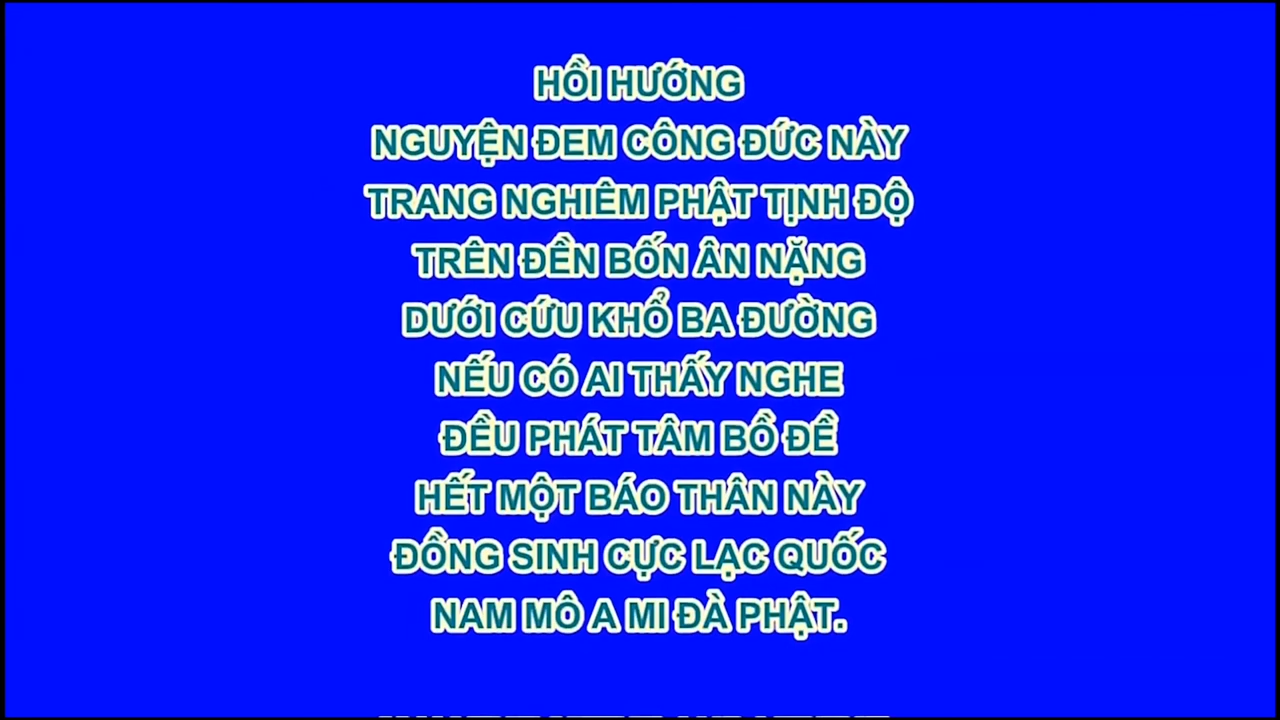 HỒI HƯỚNG
NGUYỆN ĐEM CÔNG ĐỨC NÀY
TRANG NGHIÊM PHẬT TỊNH ĐỘ
TRÊN ĐỀN BỐN ÂN NẶNG
DƯỚI CỨU KHỔ BA ĐƯỜNG
NẾU CÓ AI THẤY NGHE
ĐỀU PHÁT TÂM BỒ ĐỀ
HẾT MỘT BÁO THÂN NÀY
ĐỒNG SINH CỰC LẠC QUỐC
NAM MÔ A MI ĐÀ PHẬT.